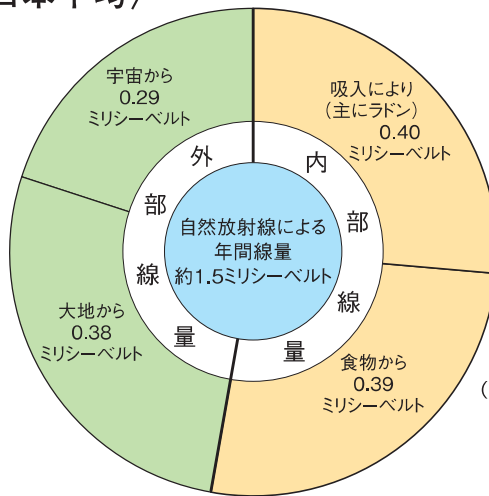 日本平均)
宇宙から
0.29
ミリシーベルト
吸入により
(主にラドン)
0.40
ミリシーベルト
外部線量
内部線量
自然放射線による
年間線量
約1.5ミリシーベルト
大地から
0.38
ミリシーベルト
食物から
0.39
ミリシーベルト
(